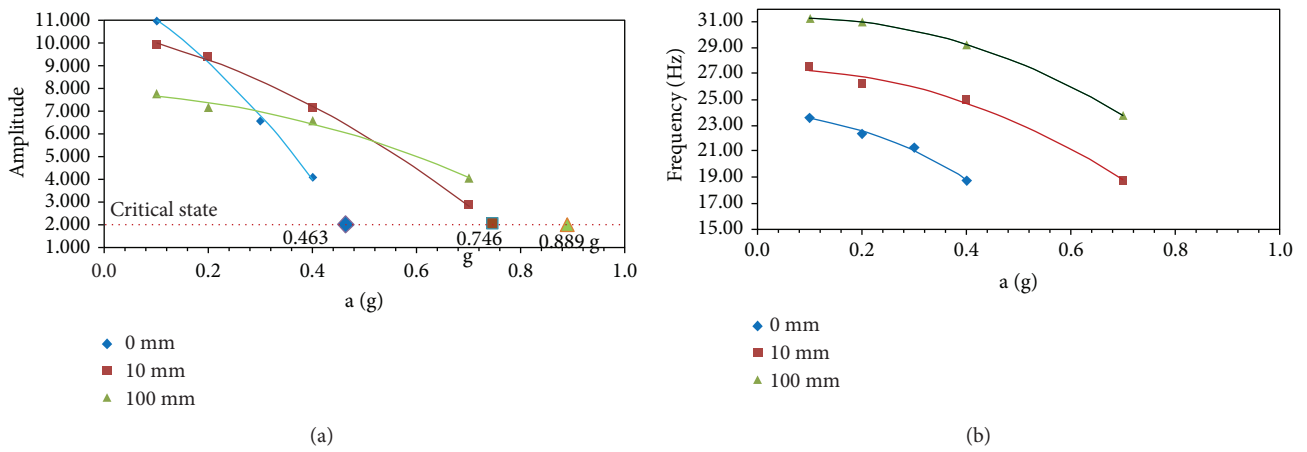 11.000
10.000
9.000
8.000
7.000
6.000
5.000
4.000
3.000
2.000
1.000
Amplitude
Critical state
0.463
0.746
g
0.889 g
0.0 0.2 0.4 0.6 0.8 1.0
a (g)
0 mm
10 mm
100 mm
(a)
31.00
29.00
27.00
25.00
23.00
21.00
19.00
17.00
15.00
Frequency (Hz)
0.0 0.2 0.4 0.6 0.8 1.0
a (g)
0 mm
10 mm
100 mm
(b)